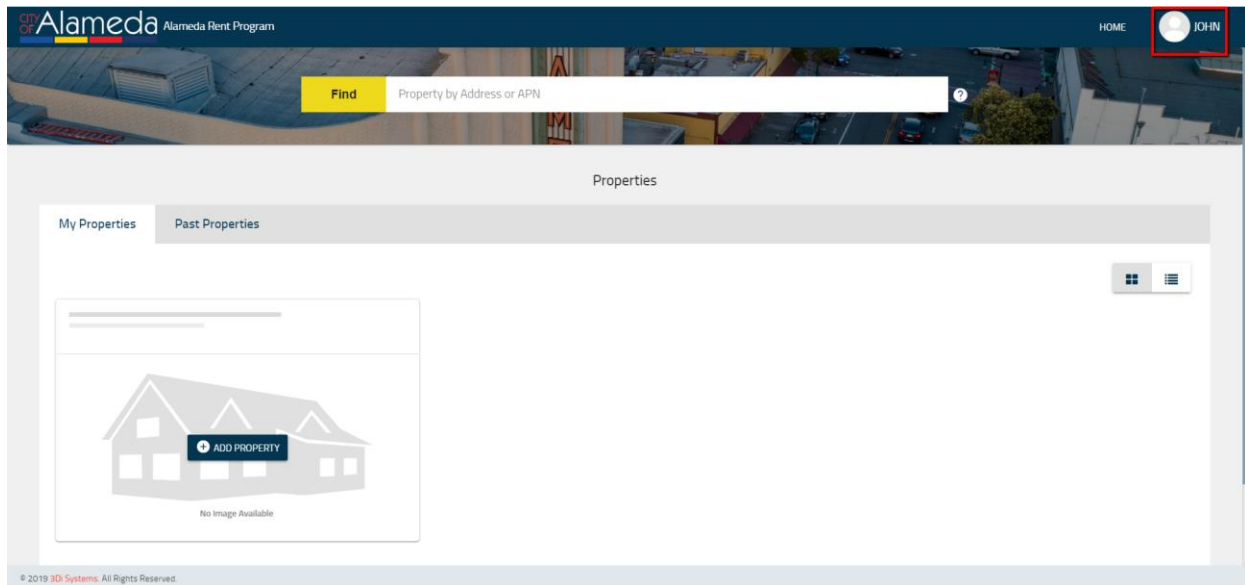 CITY OF Alameda Alameda Rent Program
HOME
JOHN
Find
Property by Address or APN
?
Properties
My Properties
Past Properties
ADD PROPERTY
No Image Available
© 2019 3Di Systems. All Rights Reserved.